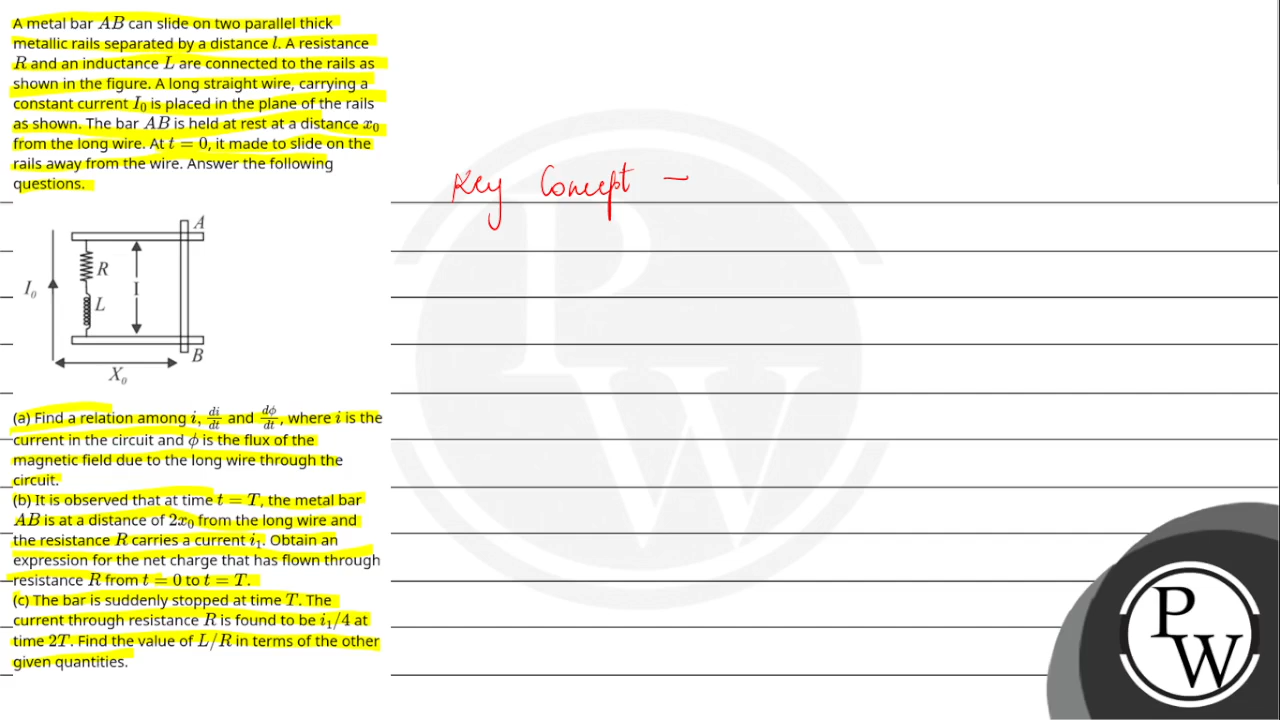 A metal bar AB can slide on two parallel thick
metallic rails separated by a distance l. A resistance
R and an inductance L are connected to the rails as
shown in the figure. A long straight wire, carrying a
constant current I₀ is placed in the plane of the rails
as shown. The bar AB is held at rest at a distance x₀
from the long wire. At t = 0, it made to slide on the
rails away from the wire. Answer the following
questions.
Key Concept —
A
R
I₀
I
L
B
X₀
(a) Find a relation among i, di/dt and dϕ/dt, where i is the
current in the circuit and ϕ is the flux of the
magnetic field due to the long wire through the
circuit.
(b) It is observed that at time t = T, the metal bar
AB is at a distance of 2x₀ from the long wire and
the resistance R carries a current i₁. Obtain an
expression for the net charge that has flown through
resistance R from t = 0 to t = T.
(c) The bar is suddenly stopped at time T. The
current through resistance R is found to be i₁/4 at
time 2T. Find the value of L/R in terms of the other
given quantities.
P
W
P
W